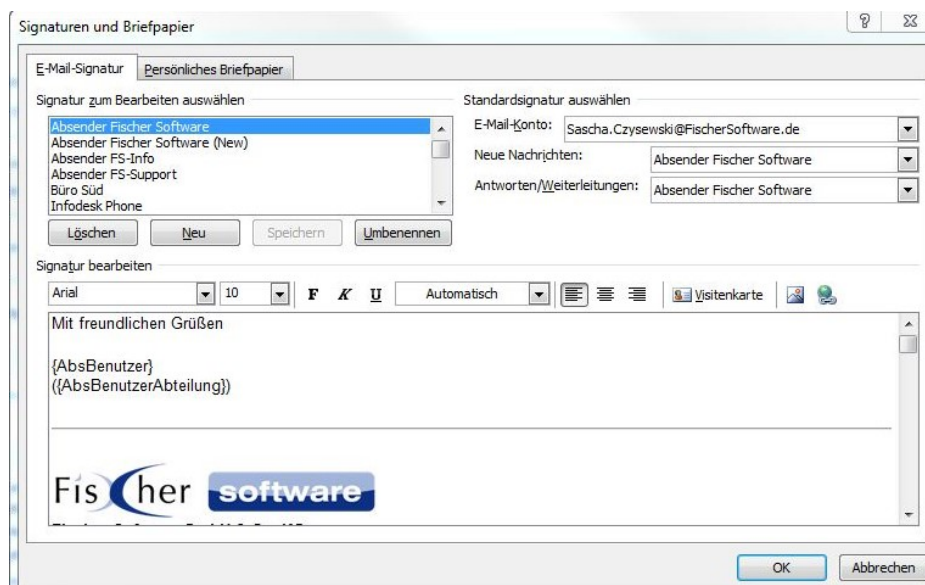 Signaturen und Briefpapier
E-Mail-Signatur
Persönliches Briefpapier
Signatur zum Bearbeiten auswählen
Absender Fischer Software
Absender Fischer Software (New)
Absender FS-Info
Absender FS-Support
Büro Süd
Infodesk Phone
Löschen
Neu
Speichern
Umbenennen
Standardsignatur auswählen
E-Mail-Konto: Sascha.Czysewski@FischerSoftware.de
Neue Nachrichten: Absender Fischer Software
Antworten/Weiterleitungen: Absender Fischer Software
Signatur bearbeiten
Arial 10 F K U Automatisch Visitenkarte
Mit freundlichen Grüßen
{AbsBenutzer}
({AbsBenutzerAbteilung})
Fischer software
OK
Abbrechen